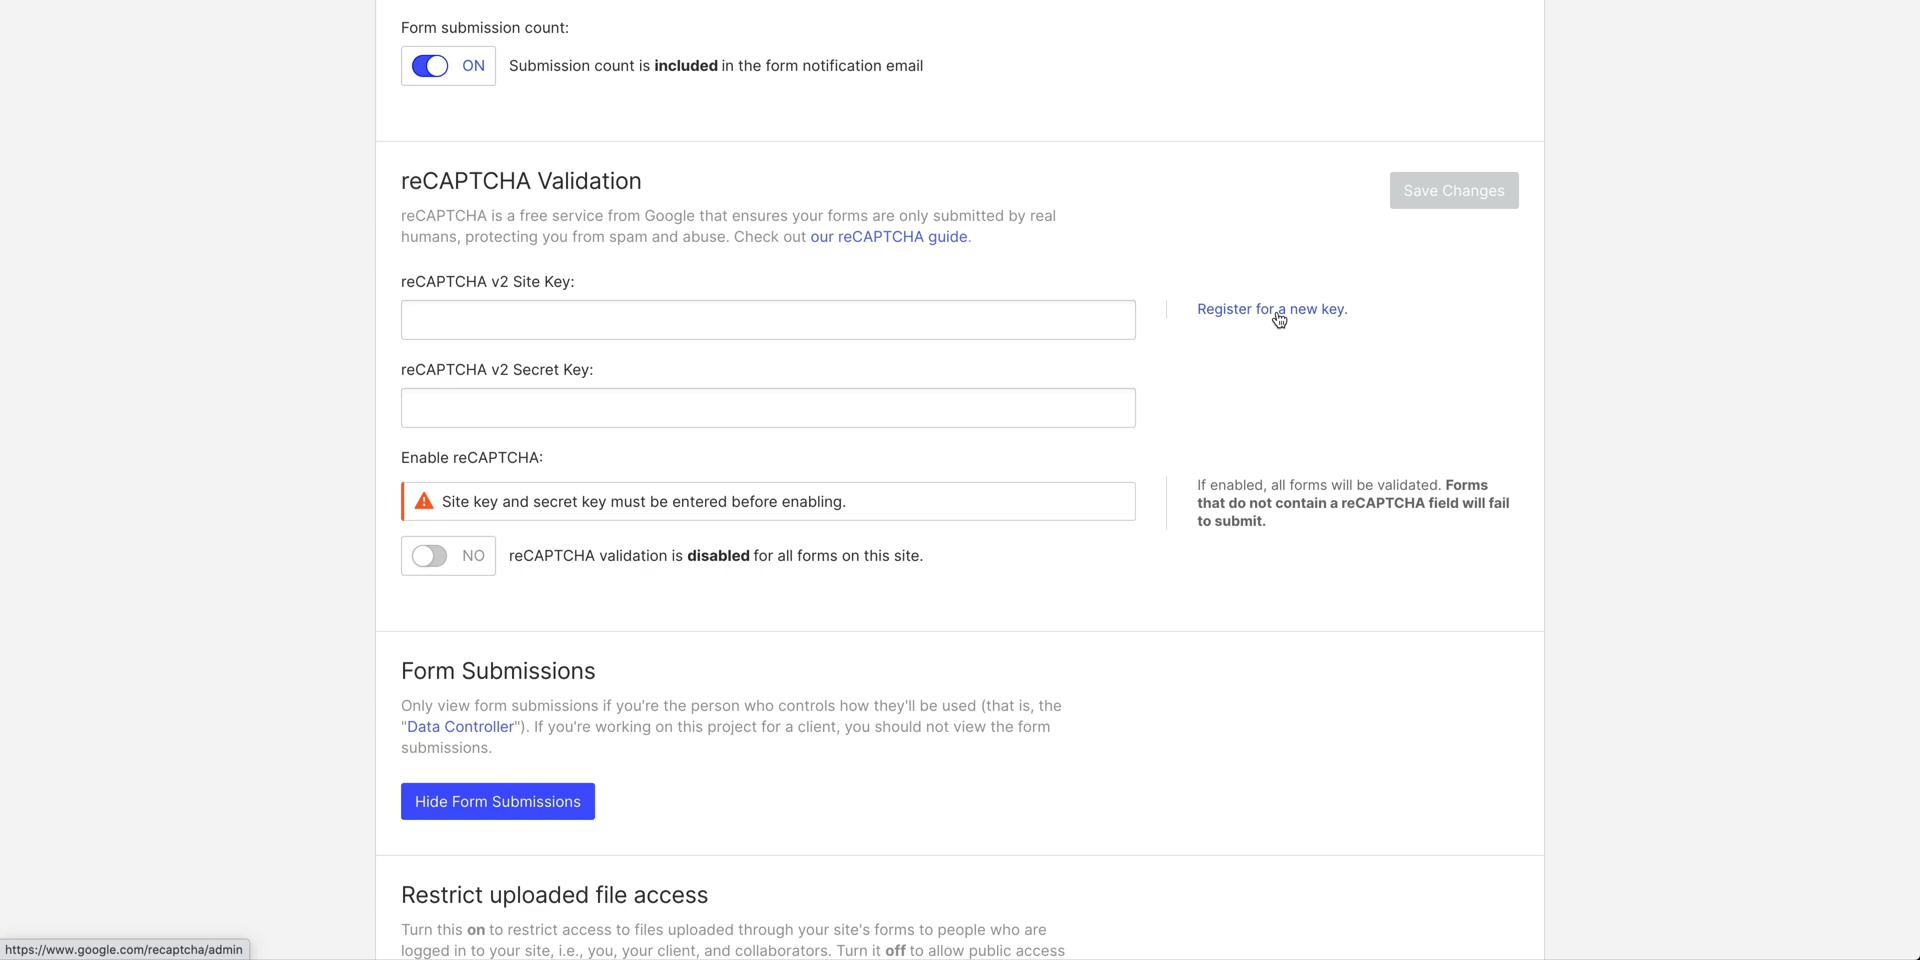 Form submission count:
ON Submission count is included in the form notification email
reCAPTCHA Validation
Save Changes
reCAPTCHA is a free service from Google that ensures your forms are only submitted by real
humans, protecting you from spam and abuse. Check out our reCAPTCHA guide.
reCAPTCHA v2 Site Key:
Register for a new key.
reCAPTCHA v2 Secret Key:
Enable reCAPTCHA:
Site key and secret key must be entered before enabling.
If enabled, all forms will be validated. Forms
that do not contain a reCAPTCHA field will fail
to submit.
NO reCAPTCHA validation is disabled for all forms on this site.
Form Submissions
Only view form submissions if you're the person who controls how they'll be used (that is, the
"Data Controller"). If you're working on this project for a client, you should not view the form
submissions.
Hide Form Submissions
Restrict uploaded file access
Turn this on to restrict access to files uploaded through your site's forms to people who are
logged in to your site, i.e., you, your client, and collaborators. Turn it off to allow public access
https://www.google.com/recaptcha/admin